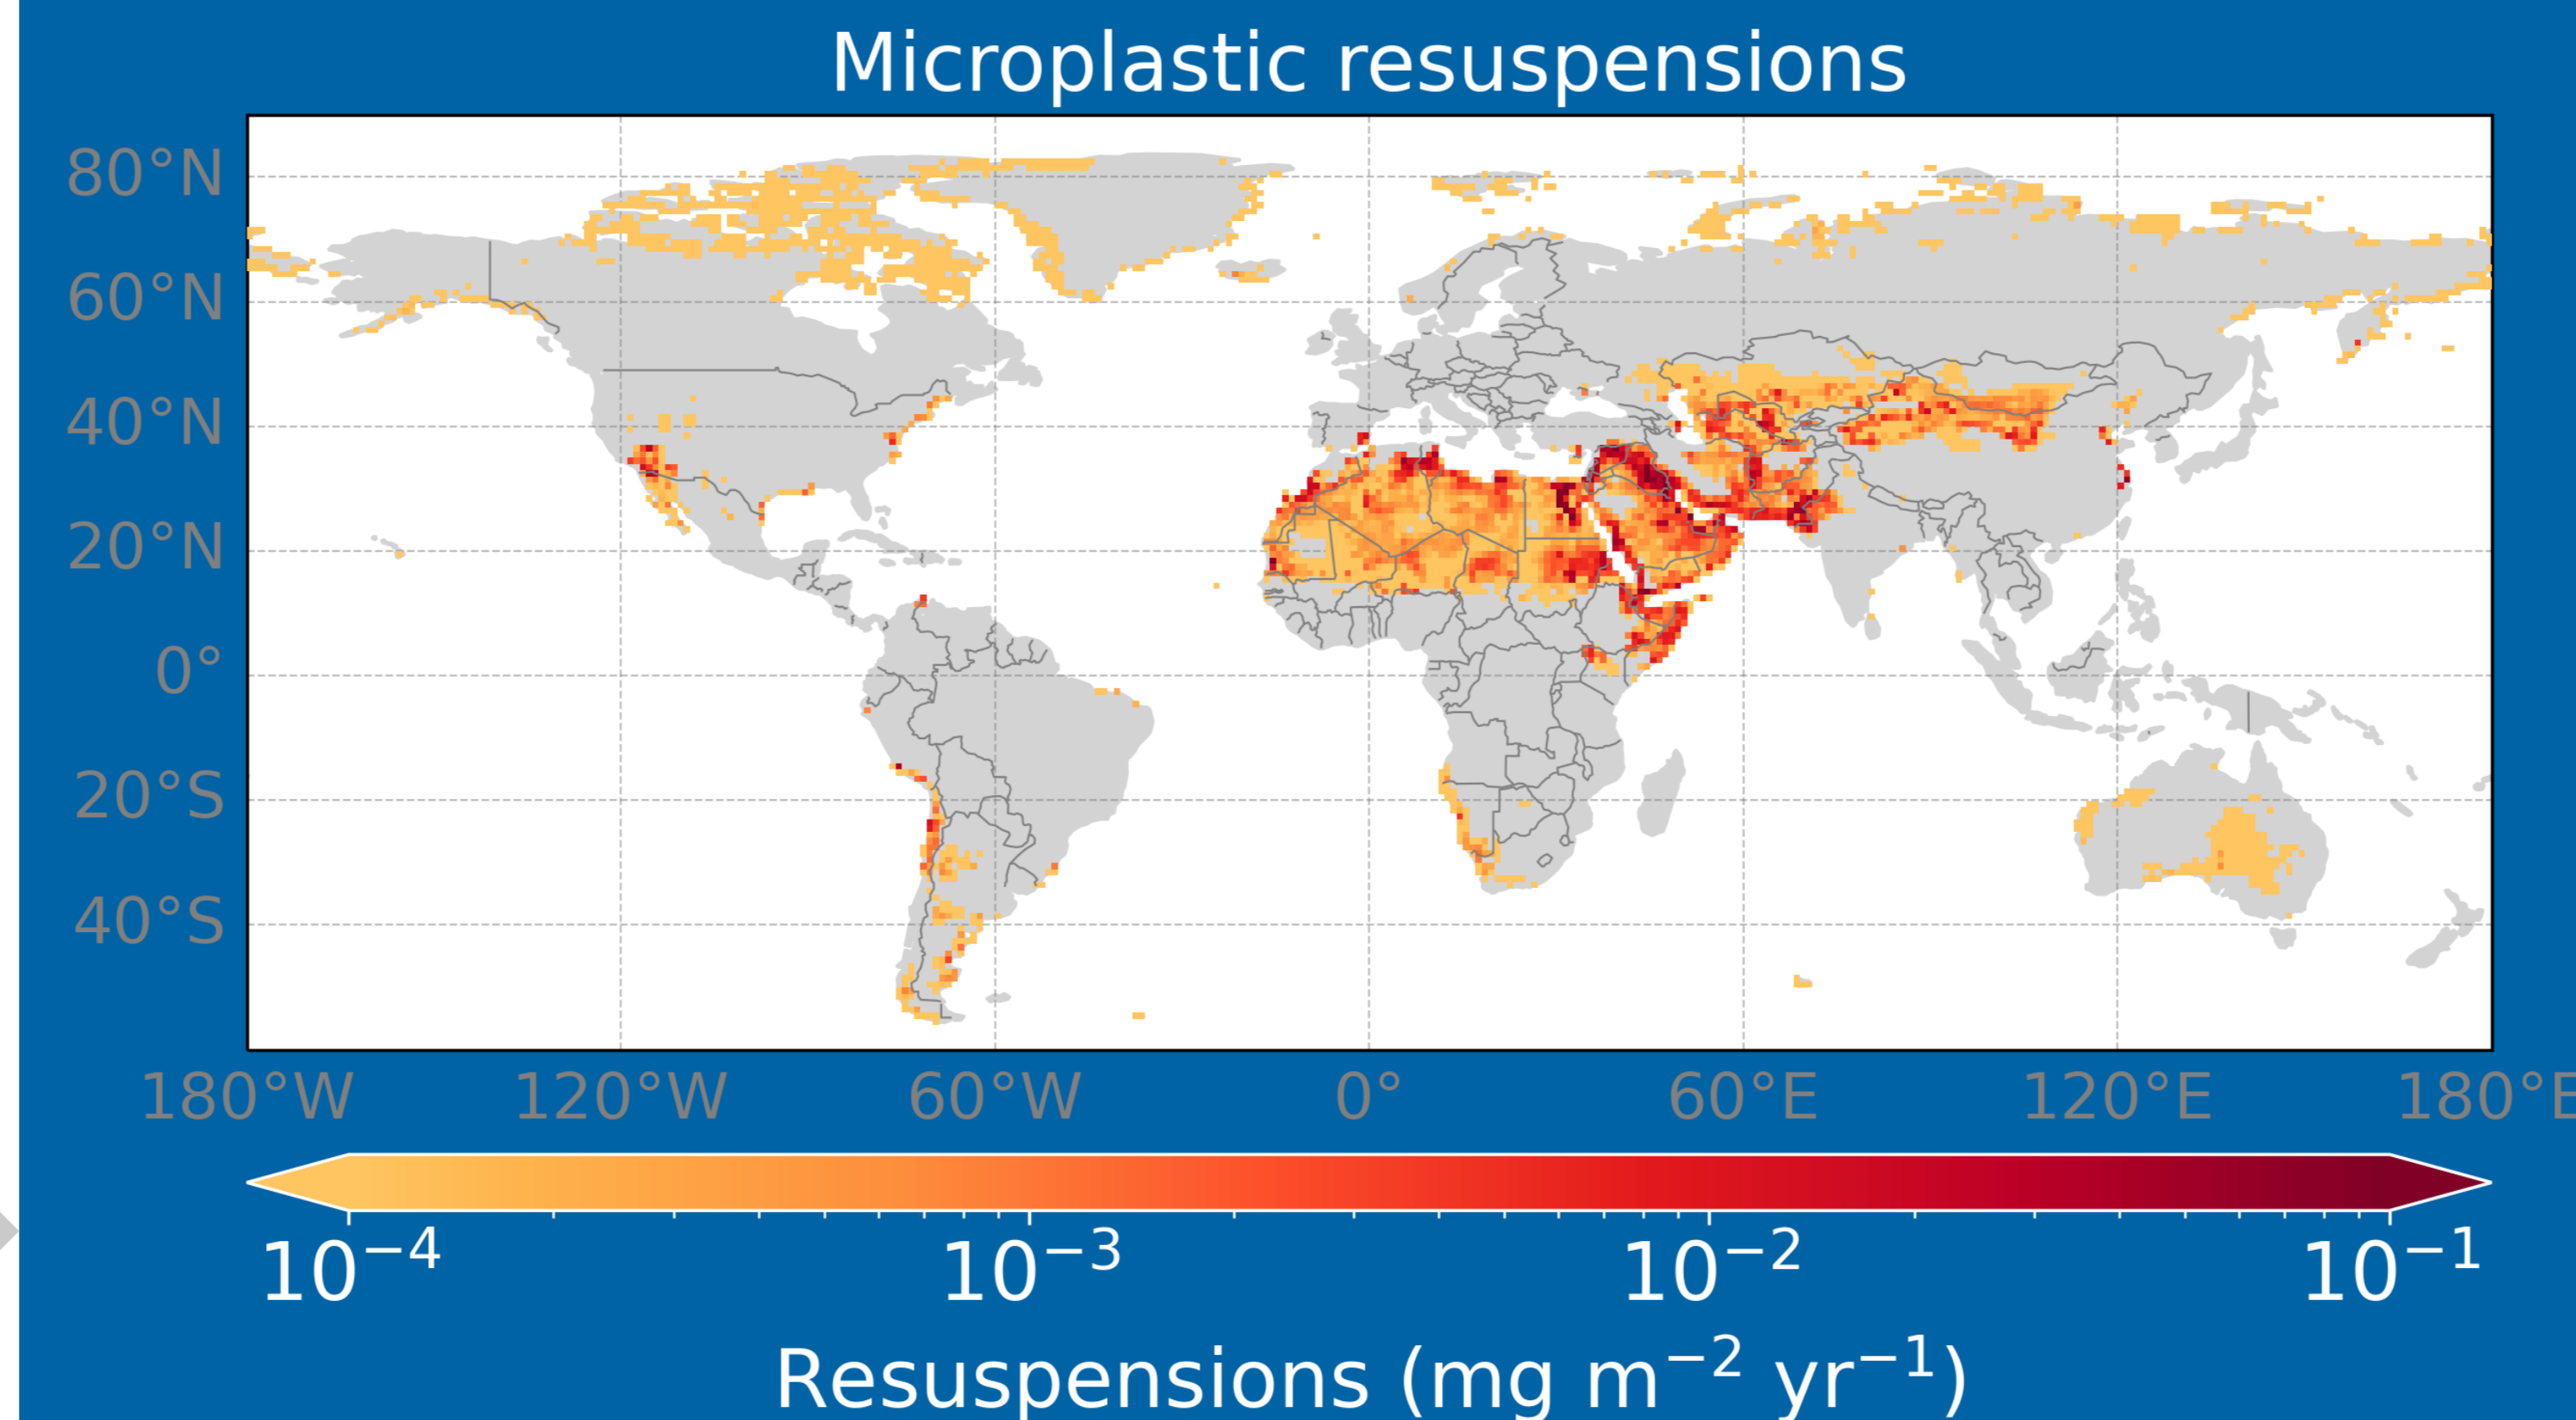 Microplastic resuspensions
80°N
60°N
40°N
20°N
0°
20°S
40°S
180°W 120°W 60°W 0° 60°E 120°E 180°E
10⁻⁴ 10⁻³ 10⁻² 10⁻¹
Resuspensions (mg m⁻² yr⁻¹)